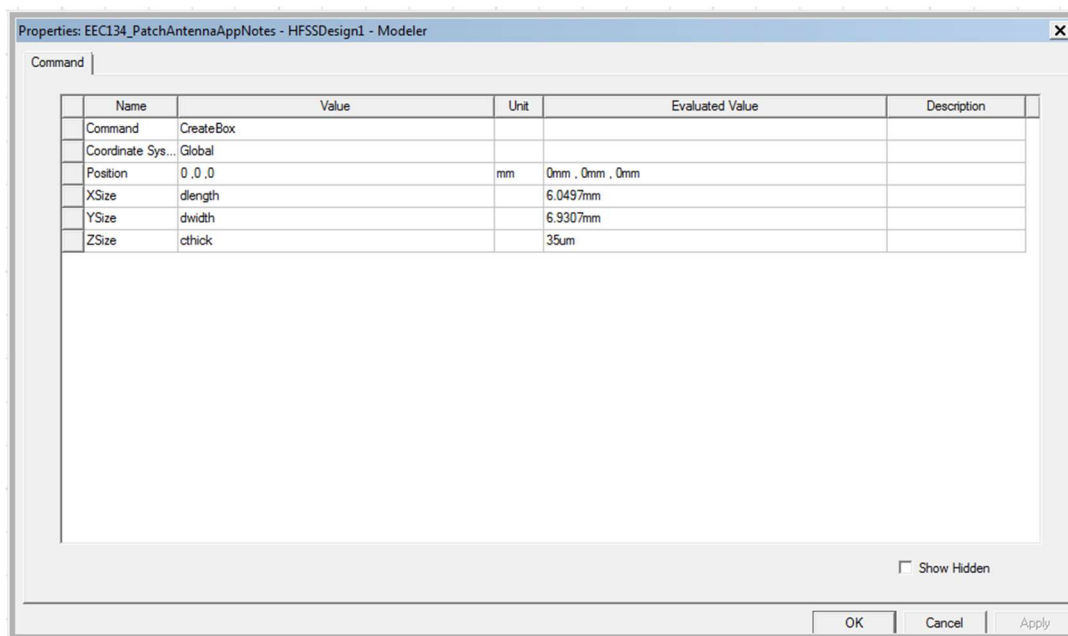 Properties: EEC134_PatchAntennaAppNotes - HFSSDesign1 - Modeler
Command
Name Value Unit Evaluated Value Description
Command CreateBox
Coordinate Sys... Global
Position 0 ,0 ,0 mm 0mm , 0mm , 0mm
XSize dlength 6.0497mm
YSize dwidth 6.9307mm
ZSize cthick 35um
Show Hidden
OK Cancel Apply